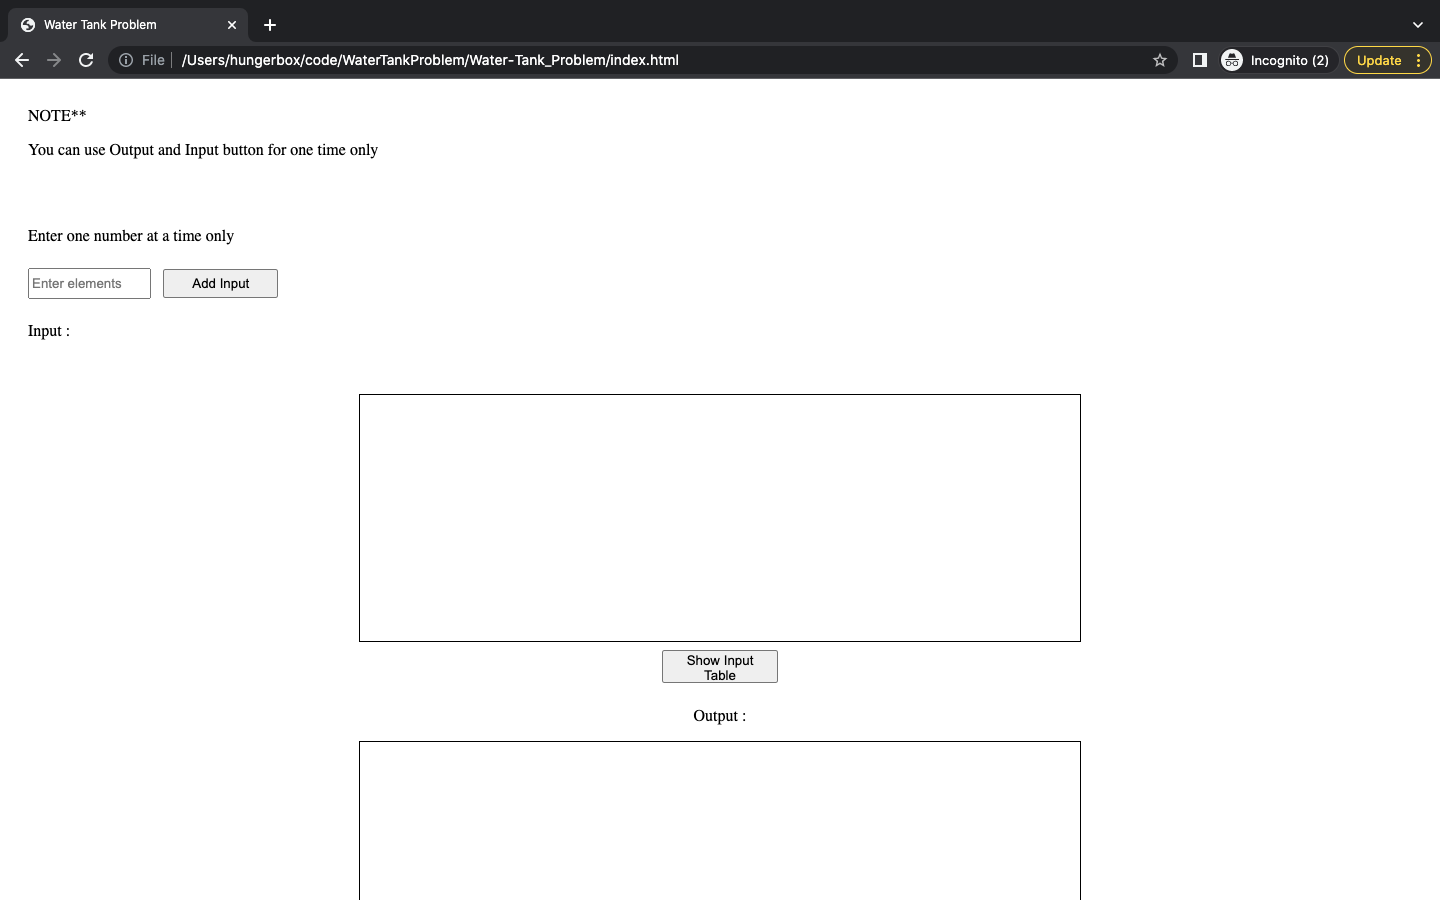 Water Tank Problem
File /Users/hungerbox/code/WaterTankProblem/Water-Tank_Problem/index.html Incognito (2) Update
NOTE**
You can use Output and Input button for one time only
Enter one number at a time only
Enter elements Add Input
Input :
Show Input
Table
Output :